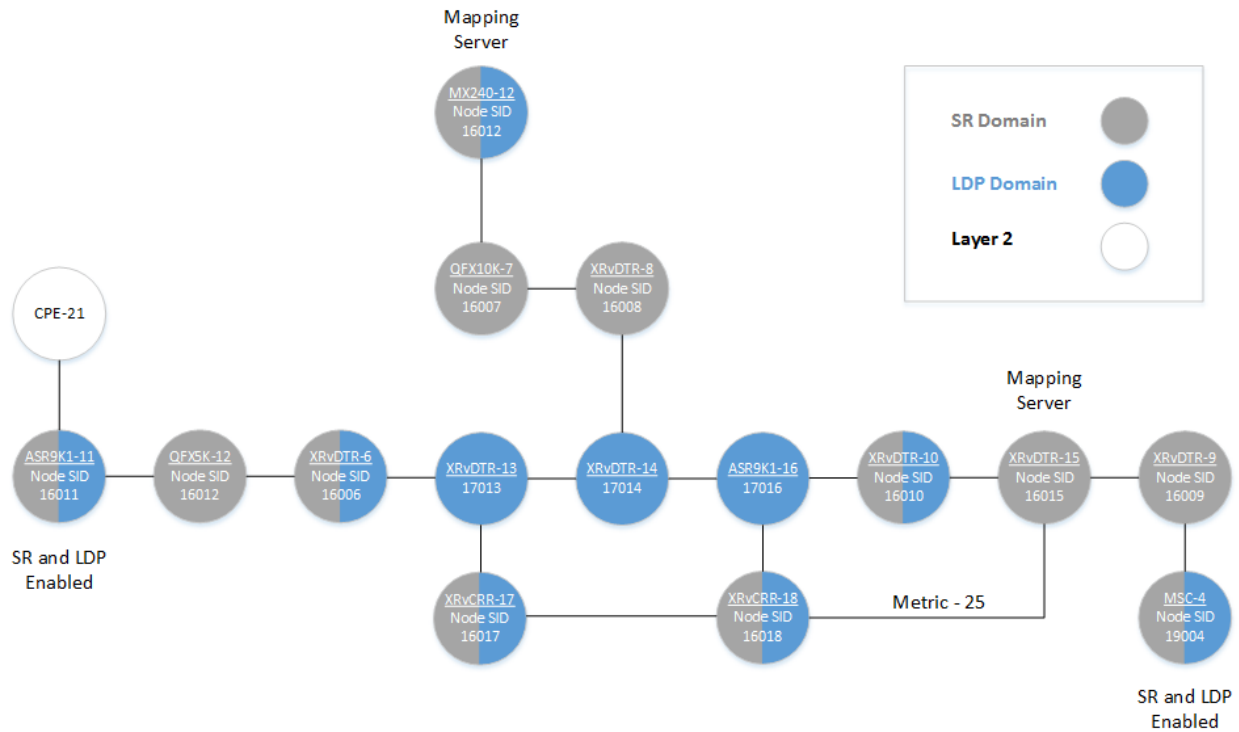 Mapping
Server
MX240-12
Node SID
16012
SR Domain
LDP Domain
Layer 2
QFX10K-7
Node SID
16007
XRvDTR-8
Node SID
16008
CPE-21
Mapping
Server
ASR9K1-11
Node SID
16011
QFX5K-12
Node SID
16012
XRvDTR-6
Node SID
16006
XRvDTR-13
17013
XRvDTR-14
17014
ASR9K1-16
17016
XRvDTR-10
Node SID
16010
XRvDTR-15
Node SID
16015
XRvDTR-9
Node SID
16009
SR and LDP
Enabled
XRvCRR-17
Node SID
16017
XRvCRR-18
Node SID
16018
Metric - 25
MSC-4
Node SID
19004
SR and LDP
Enabled